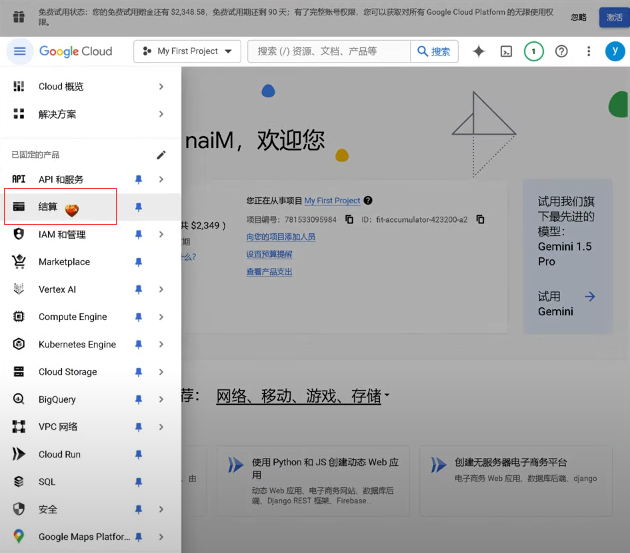 免费试用状态：您的免费试用赠金还有 $2,348.58，免费试用期还剩 90 天；有了完整账号权限，您可以获取对所有 Google Cloud Platform 的无限使用权
限。
忽略
激活
Google Cloud
My First Project
搜索 (/) 资源、文档、产品等
搜索
1
y
Cloud 概览
解决方案
已固定的产品
API API 和服务
结算
IAM 和管理
Marketplace
Vertex AI
Compute Engine
Kubernetes Engine
Cloud Storage
BigQuery
VPC 网络
Cloud Run
SQL
安全
Google Maps Platfor...
naiM，欢迎您
共 $2,349 )
期
什么?
您正在从事项目 My First Project
项目编号：781533095984
ID：fit-accumulator-423200-a2
向您的项目添加人员
设置预算提醒
查看产品支出
试用我们旗
下最先进的
模型：
Gemini 1.5
Pro
试用
Gemini
荐： 网络、移动、游戏、存储
、由
使用 Python 和 JS 创建动态 Web 应
用
动态 Web 应用、电子商务网站、数据库后
端、Django REST 框架、Firebase...
创建无服务器电子商务平台
电子商务 Web 应用、数据库后端、django